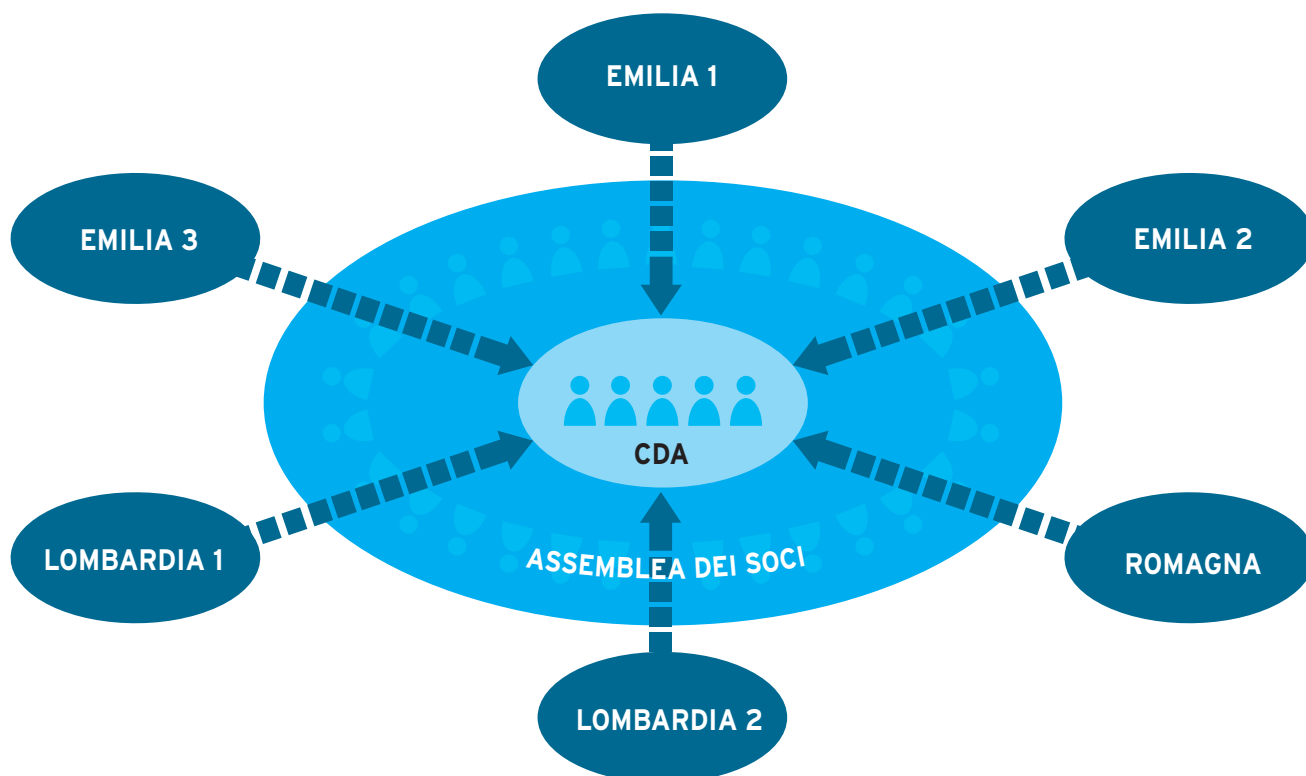 EMILIA 1
EMILIA 3
EMILIA 2
CDA
ASSEMBLEA DEI SOCI
LOMBARDIA 1
ROMAGNA
LOMBARDIA 2